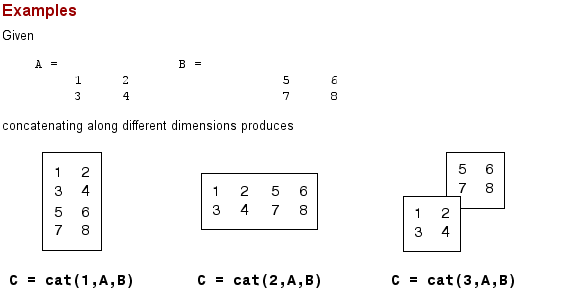 Examples
Given
A = B =
1 2 5 6
3 4 7 8
concatenating along different dimensions produces
1 2
3 4
5 6
7 8
1 2 5 6
3 4 7 8
5 6
7 8
1 2
3 4
C = cat(1,A,B) C = cat(2,A,B) C = cat(3,A,B)